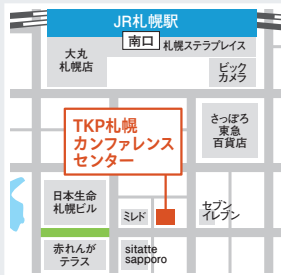 JR札幌駅
南口
札幌ステラプレイス
大丸
札幌店
ビック
カメラ
さっぽろ
東急
百貨店
TKP札幌
カンファレンス
センター
日本生命
札幌ビル
ミレド
セブン
イレブン
赤れんが
テラス
sitatte
sapporo